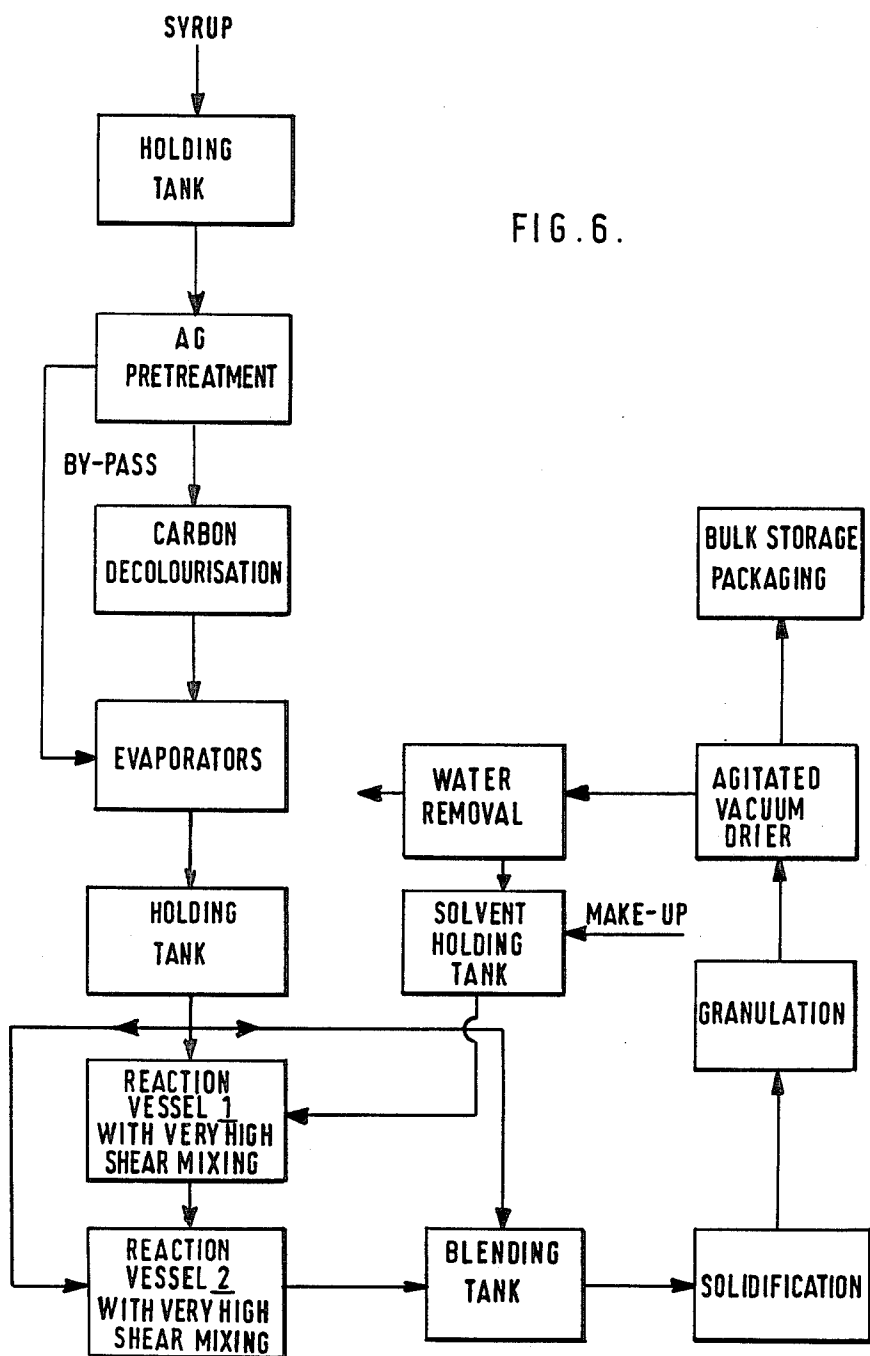 SYRUP
HOLDING
TANK
FIG.6.
AG
PRETREATMENT
BY-PASS
CARBON
DECOLOURISATION
BULK STORAGE
PACKAGING
EVAPORATORS
WATER
REMOVAL
AGITATED
VACUUM
DRIER
HOLDING
TANK
SOLVENT
HOLDING
TANK
MAKE-UP
GRANULATION
REACTION
VESSEL 1
WITH VERY HIGH
SHEAR MIXING
REACTION
VESSEL 2
WITH VERY HIGH
SHEAR MIXING
BLENDING
TANK
SOLIDIFICATION